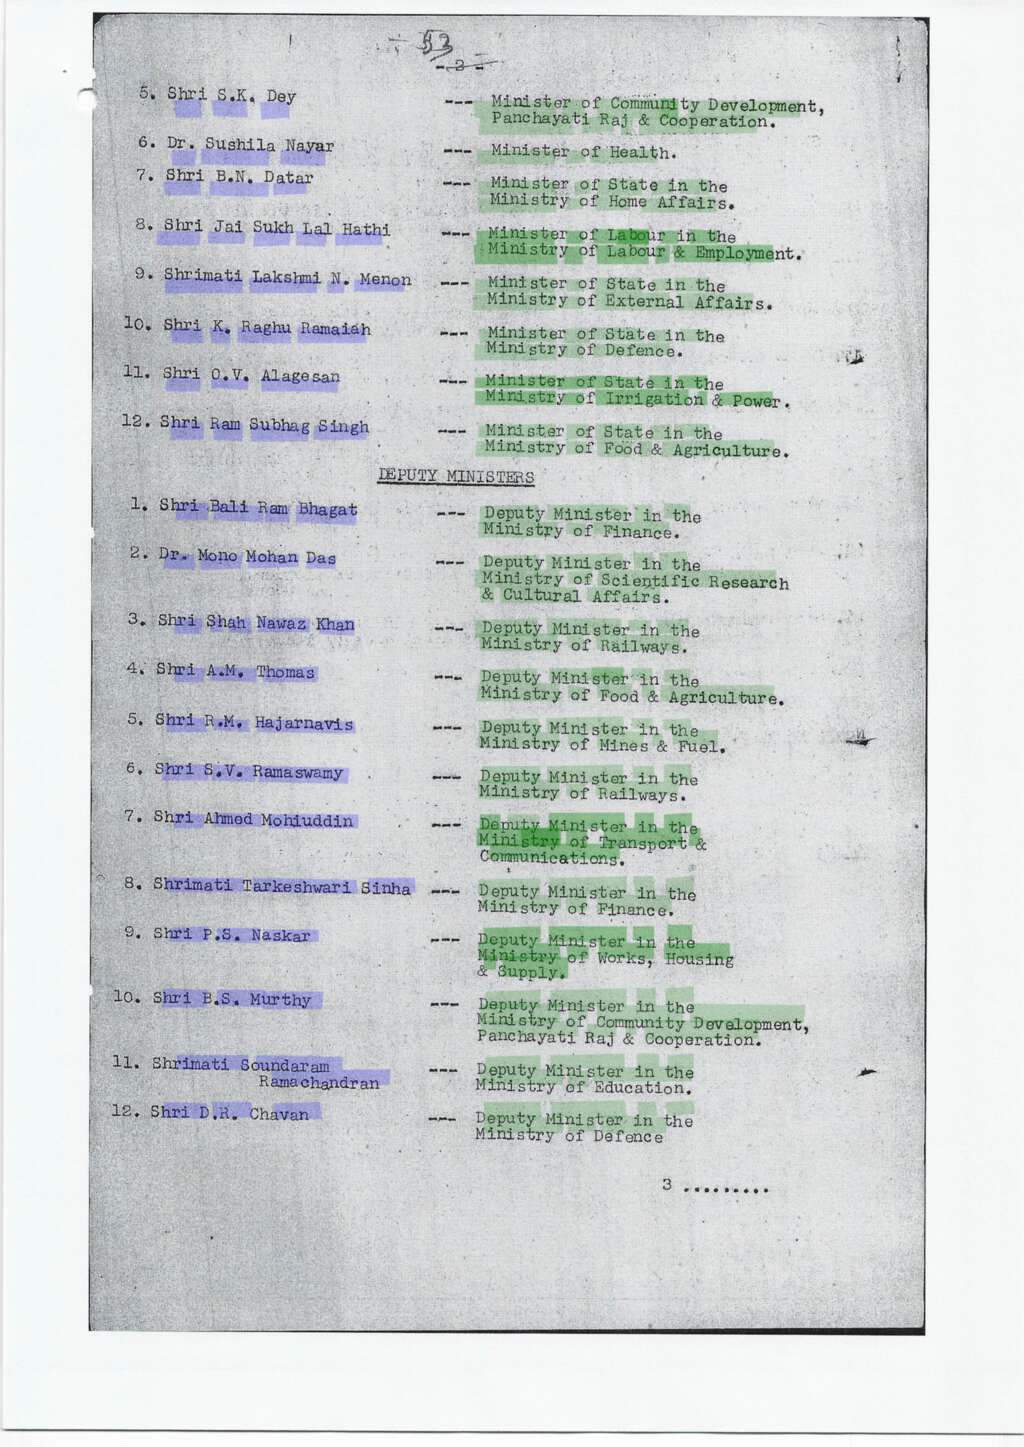 53
- 2 -
5. Shri S.K. Dey --- Minister of Community Development,
Panchayati Raj & Cooperation.
6. Dr. Sushila Nayar --- Minister of Health.
7. Shri B.N. Datar --- Minister of State in the
Ministry of Home Affairs.
8. Shri Jai Sukh Lal Hathi --- Minister of Labour in the
Ministry of Labour & Employment.
9. Shrimati Lakshmi N. Menon --- Minister of State in the
Ministry of External Affairs.
10. Shri K. Raghu Ramaiah --- Minister of State in the
Ministry of Defence.
11. Shri O.V. Alagesan --- Minister of State in the
Ministry of Irrigation & Power.
12. Shri Ram Subhag Singh --- Minister of State in the
Ministry of Food & Agriculture.
DEPUTY MINISTERS
1. Shri Bali Ram Bhagat --- Deputy Minister in the
Ministry of Finance.
2. Dr. Mono Mohan Das --- Deputy Minister in the
Ministry of Scientific Research
& Cultural Affairs.
3. Shri Shah Nawaz Khan --- Deputy Minister in the
Ministry of Railways.
4. Shri A.M. Thomas --- Deputy Minister in the
Ministry of Food & Agriculture.
5. Shri R.M. Hajarnavis --- Deputy Minister in the
Ministry of Mines & Fuel.
6. Shri S.V. Ramaswamy --- Deputy Minister in the
Ministry of Railways.
7. Shri Ahmed Mohiuddin --- Deputy Minister in the
Ministry of Transport &
Communications.
8. Shrimati Tarkeshwari Sinha --- Deputy Minister in the
Ministry of Finance.
9. Shri P.S. Naskar --- Deputy Minister in the
Ministry of Works, Housing
& Supply.
10. Shri B.S. Murthy --- Deputy Minister in the
Ministry of Community Development,
Panchayati Raj & Cooperation.
11. Shrimati Soundaram --- Deputy Minister in the
Ramachandran Ministry of Education.
12. Shri D.R. Chavan --- Deputy Minister in the
Ministry of Defence
3 .........